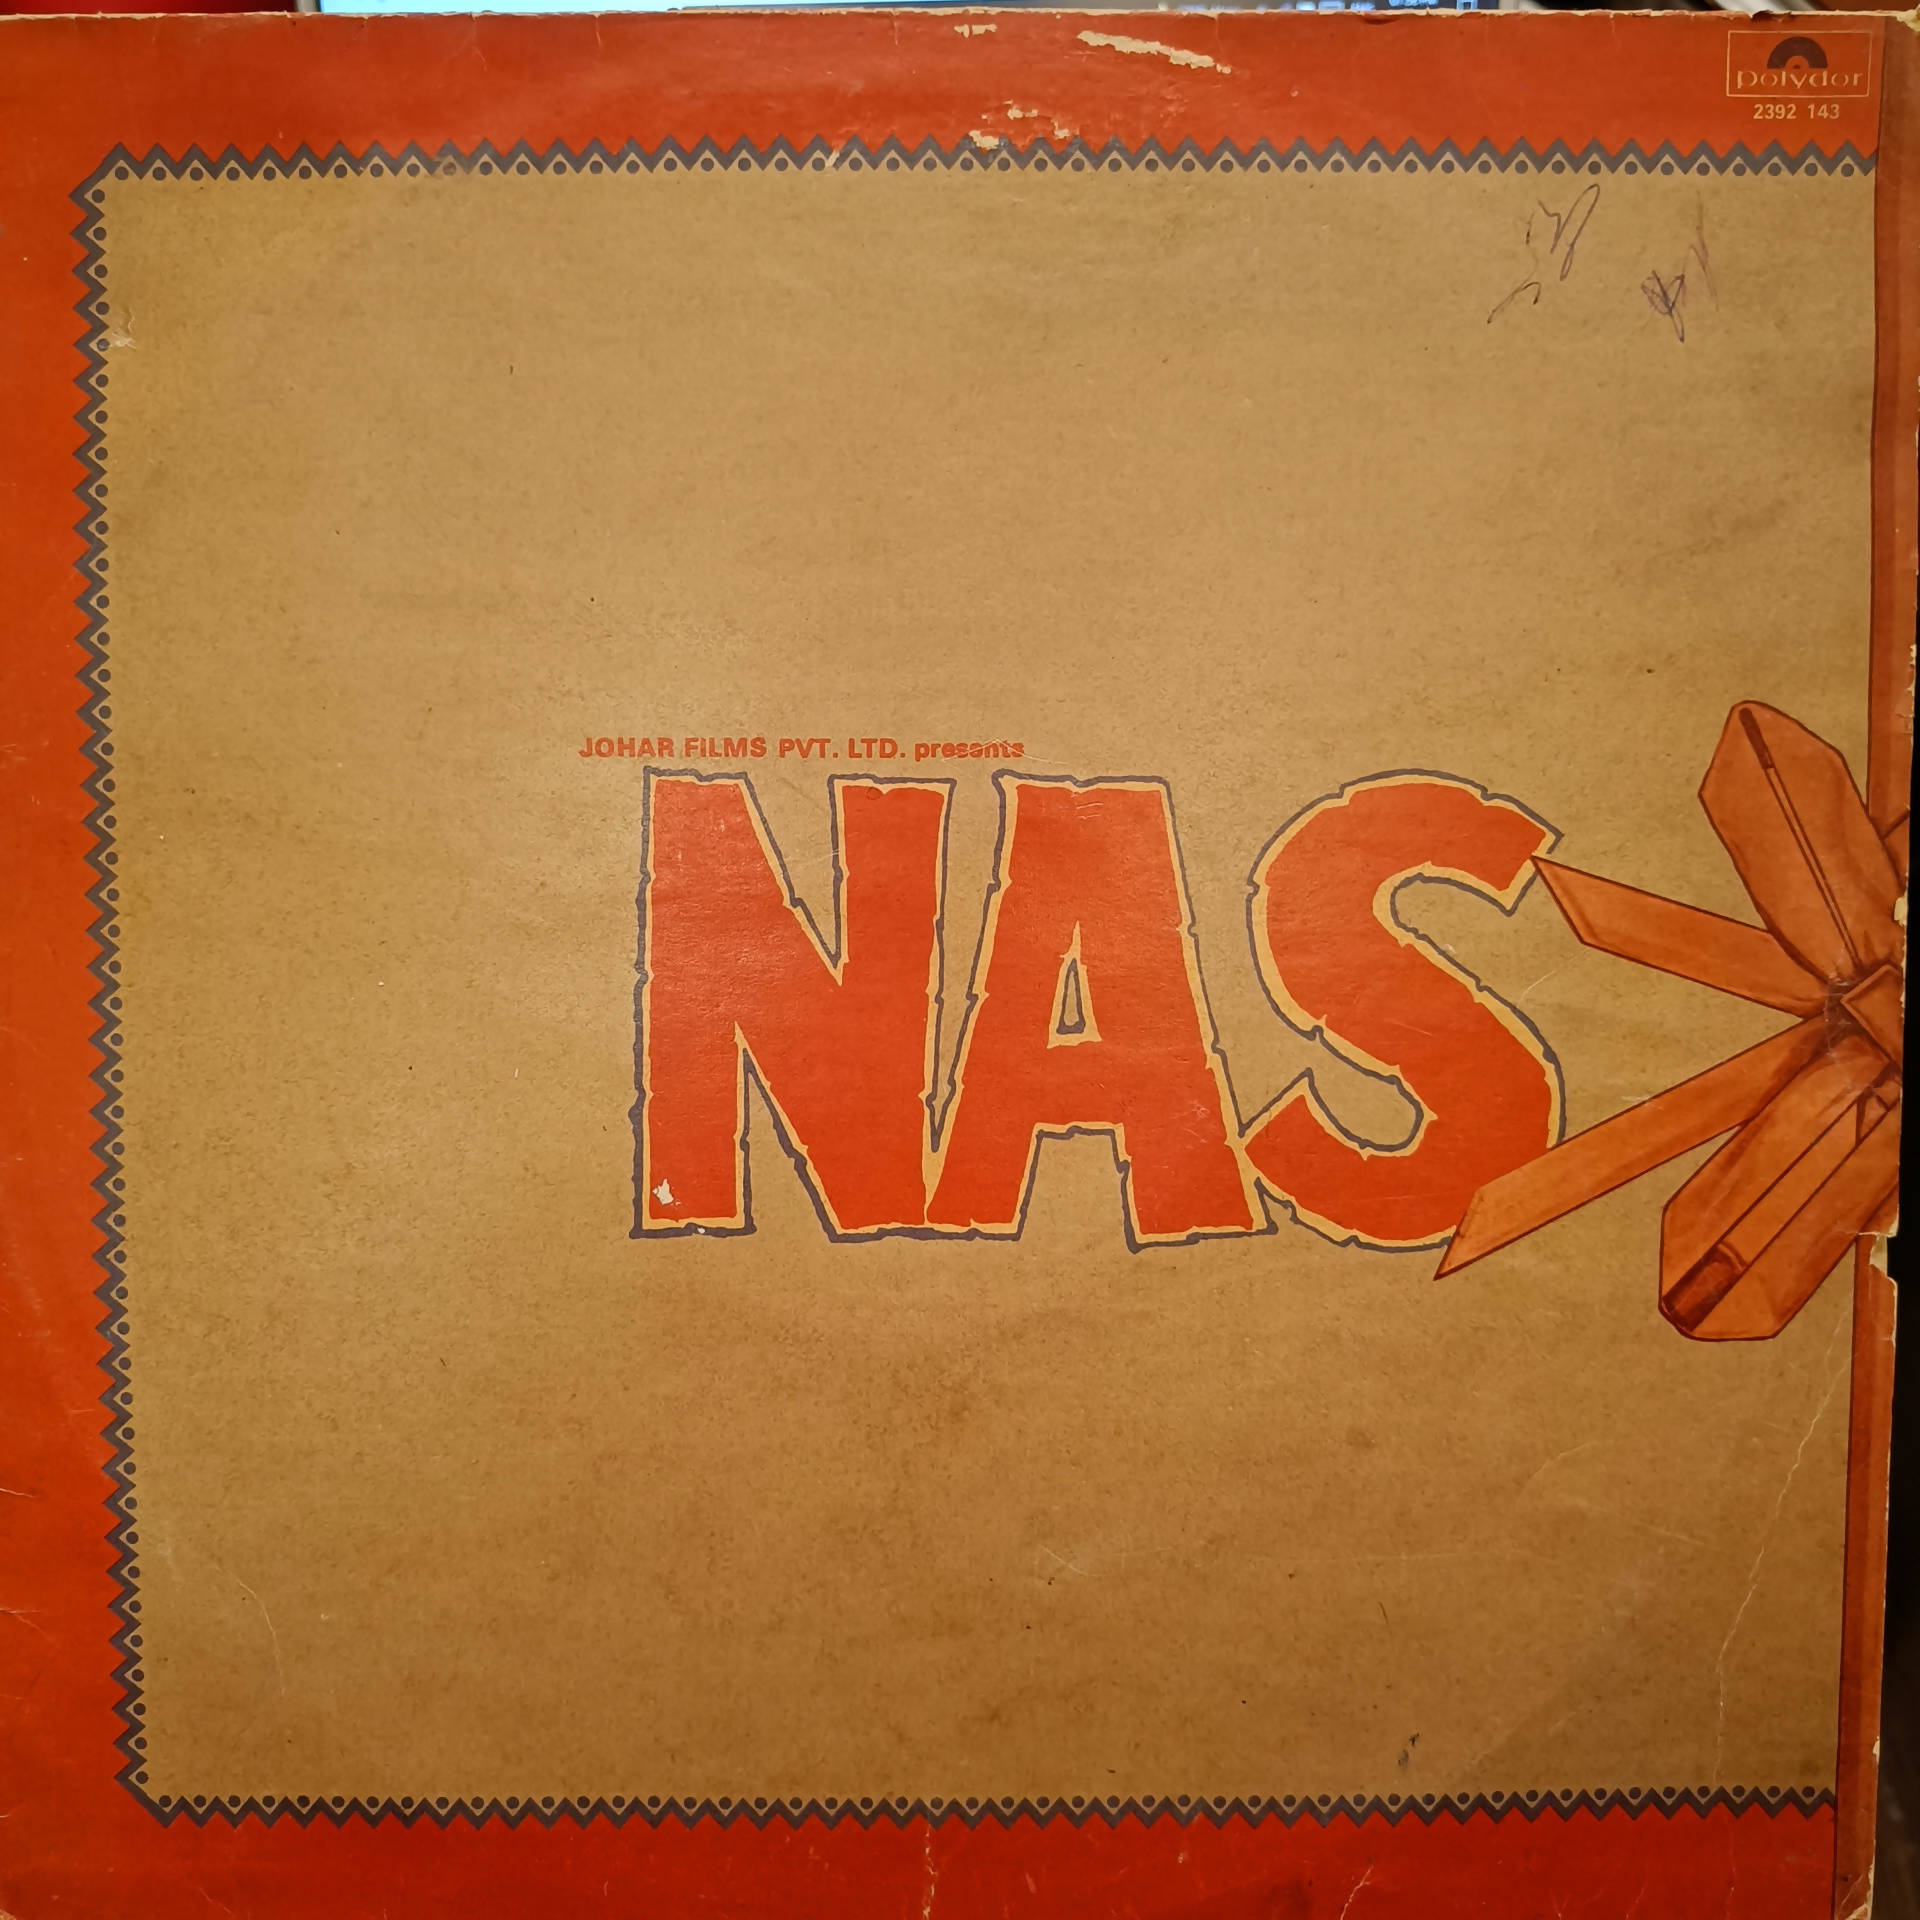 polydor
2392 143
JOHAR FILMS PVT. LTD. presents
NAS